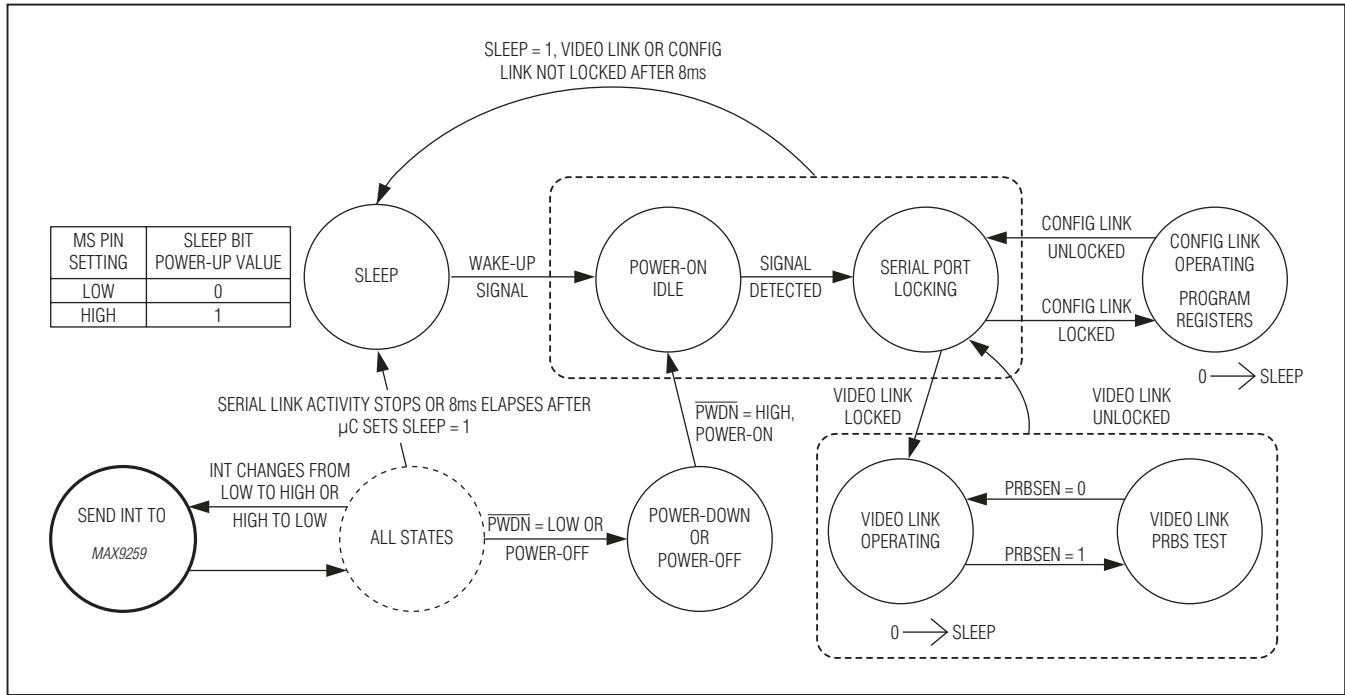 SLEEP = 1, VIDEO LINK OR CONFIG
LINK NOT LOCKED AFTER 8ms
MS PIN
SETTING
SLEEP BIT
POWER-UP VALUE
LOW
0
HIGH
1
SLEEP
WAKE-UP
SIGNAL
POWER-ON
IDLE
SIGNAL
DETECTED
SERIAL PORT
LOCKING
CONFIG LINK
UNLOCKED
CONFIG LINK
LOCKED
CONFIG LINK
OPERATING
PROGRAM
REGISTERS
0 → SLEEP
SERIAL LINK ACTIVITY STOPS OR 8ms ELAPSES AFTER
µC SETS SLEEP = 1
PWDN = HIGH,
POWER-ON
VIDEO LINK
LOCKED
VIDEO LINK
UNLOCKED
SEND INT TO
MAX9259
INT CHANGES FROM
LOW TO HIGH OR
HIGH TO LOW
ALL STATES
PWDN = LOW OR
POWER-OFF
POWER-DOWN
OR
POWER-OFF
VIDEO LINK
OPERATING
PRBSEN = 0
PRBSEN = 1
VIDEO LINK
PRBS TEST
0 → SLEEP